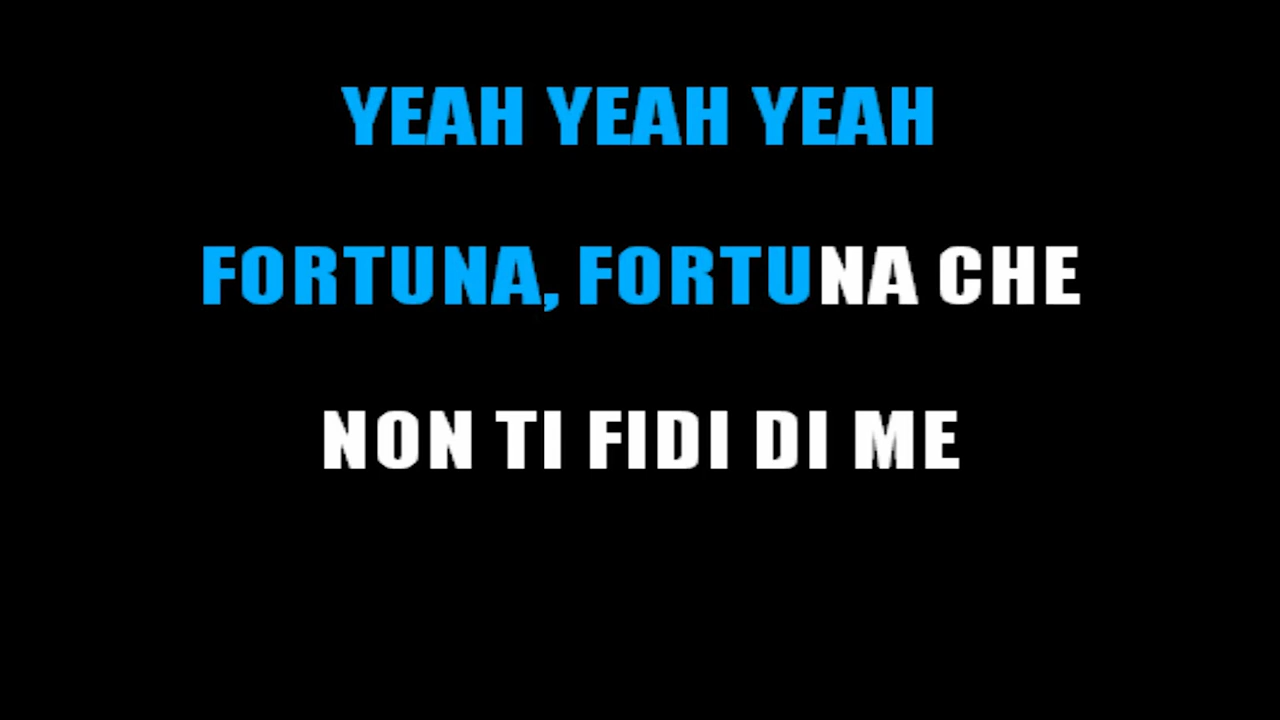 YEAH YEAH YEAH
FORTUNA, FORTUNA CHE
NON TI FIDI DI ME